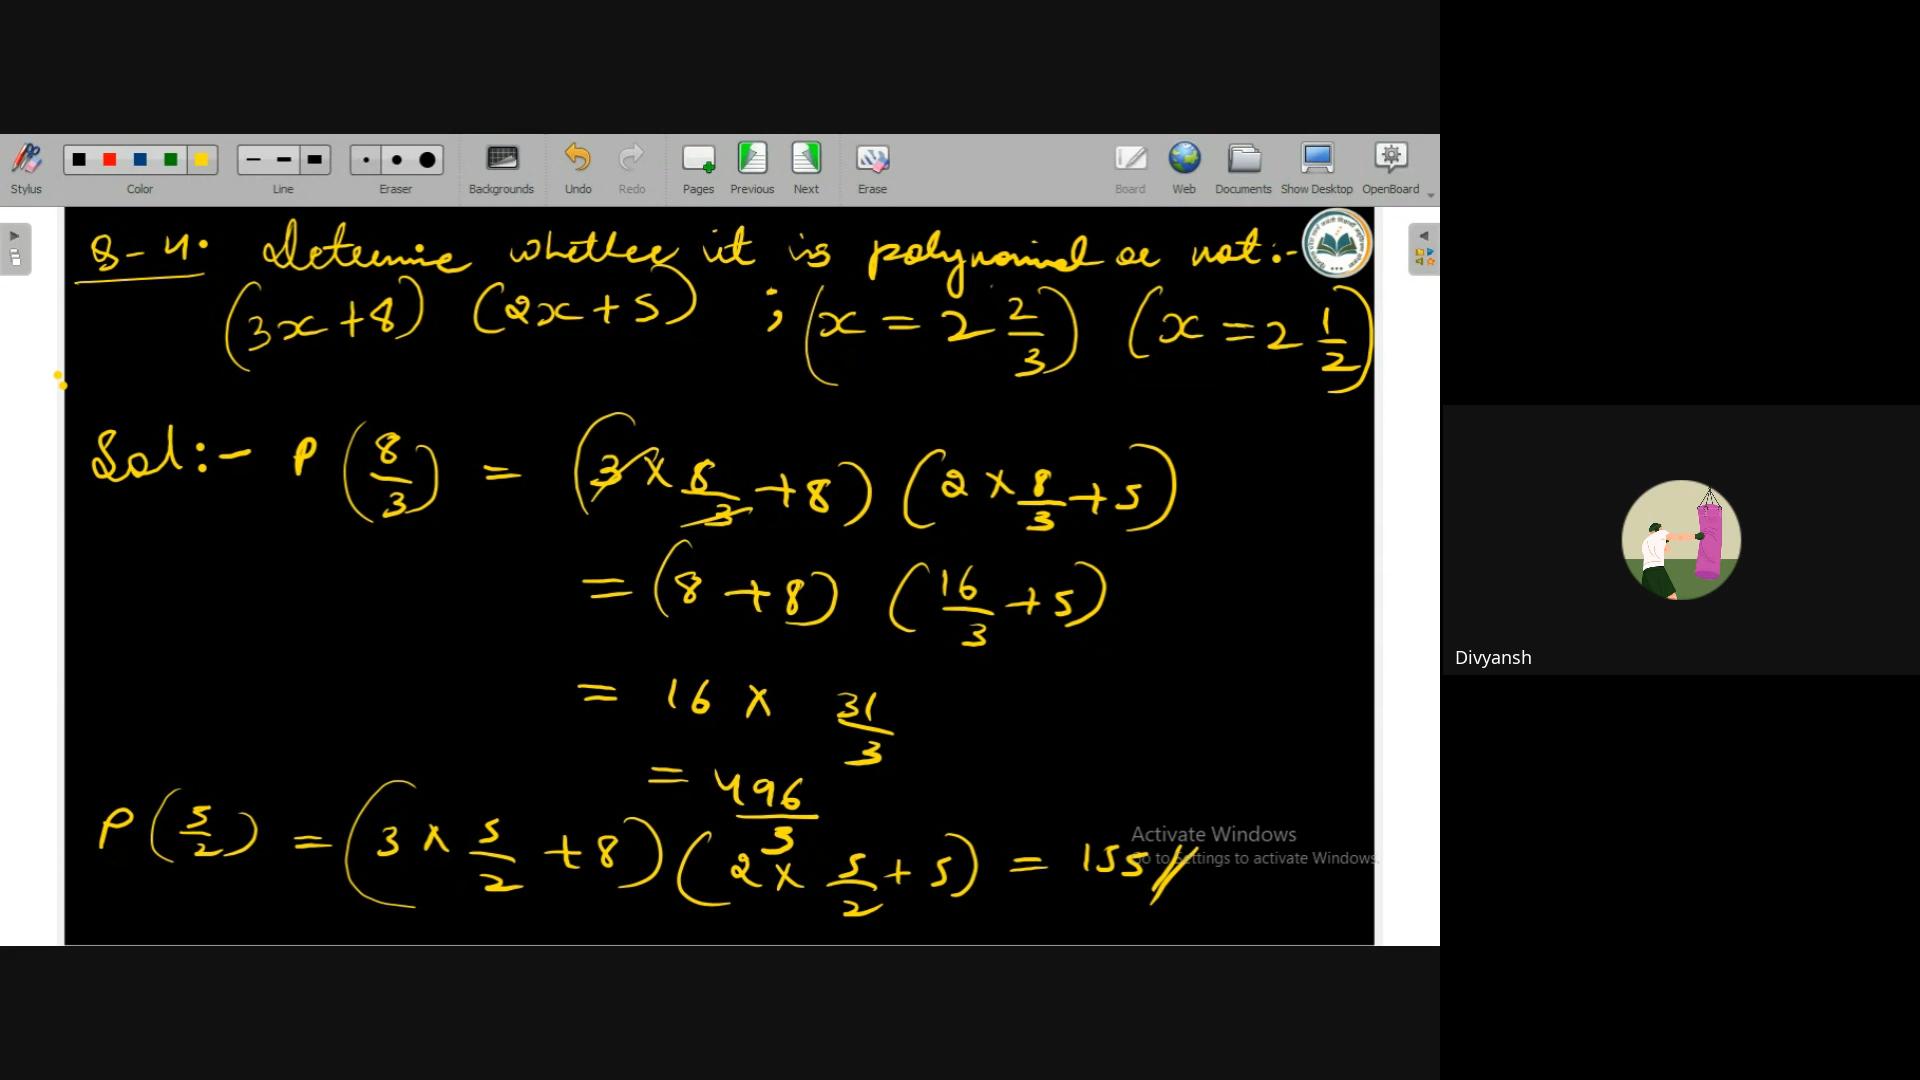 Stylus Color Line Eraser Backgrounds Undo Redo Pages Previous Next Erase Board Web Documents Show Desktop OpenBoard
8-4. Determine whether it is polynomial or not:-
(3x+8) (2x+5) ; (x = 2 2/3) (x = 2 1/2)
Sol:- P(8/3) = (3 × 8/3 + 8) (2 × 8/3 + 5)
= (8 + 8) (16/3 + 5)
= 16 × 31/3
= 496/3
P(5/2) = (3 × 5/2 + 8) (2 × 5/2 + 5) = 155//
Activate Windows
Go to Settings to activate Windows.
Divyansh